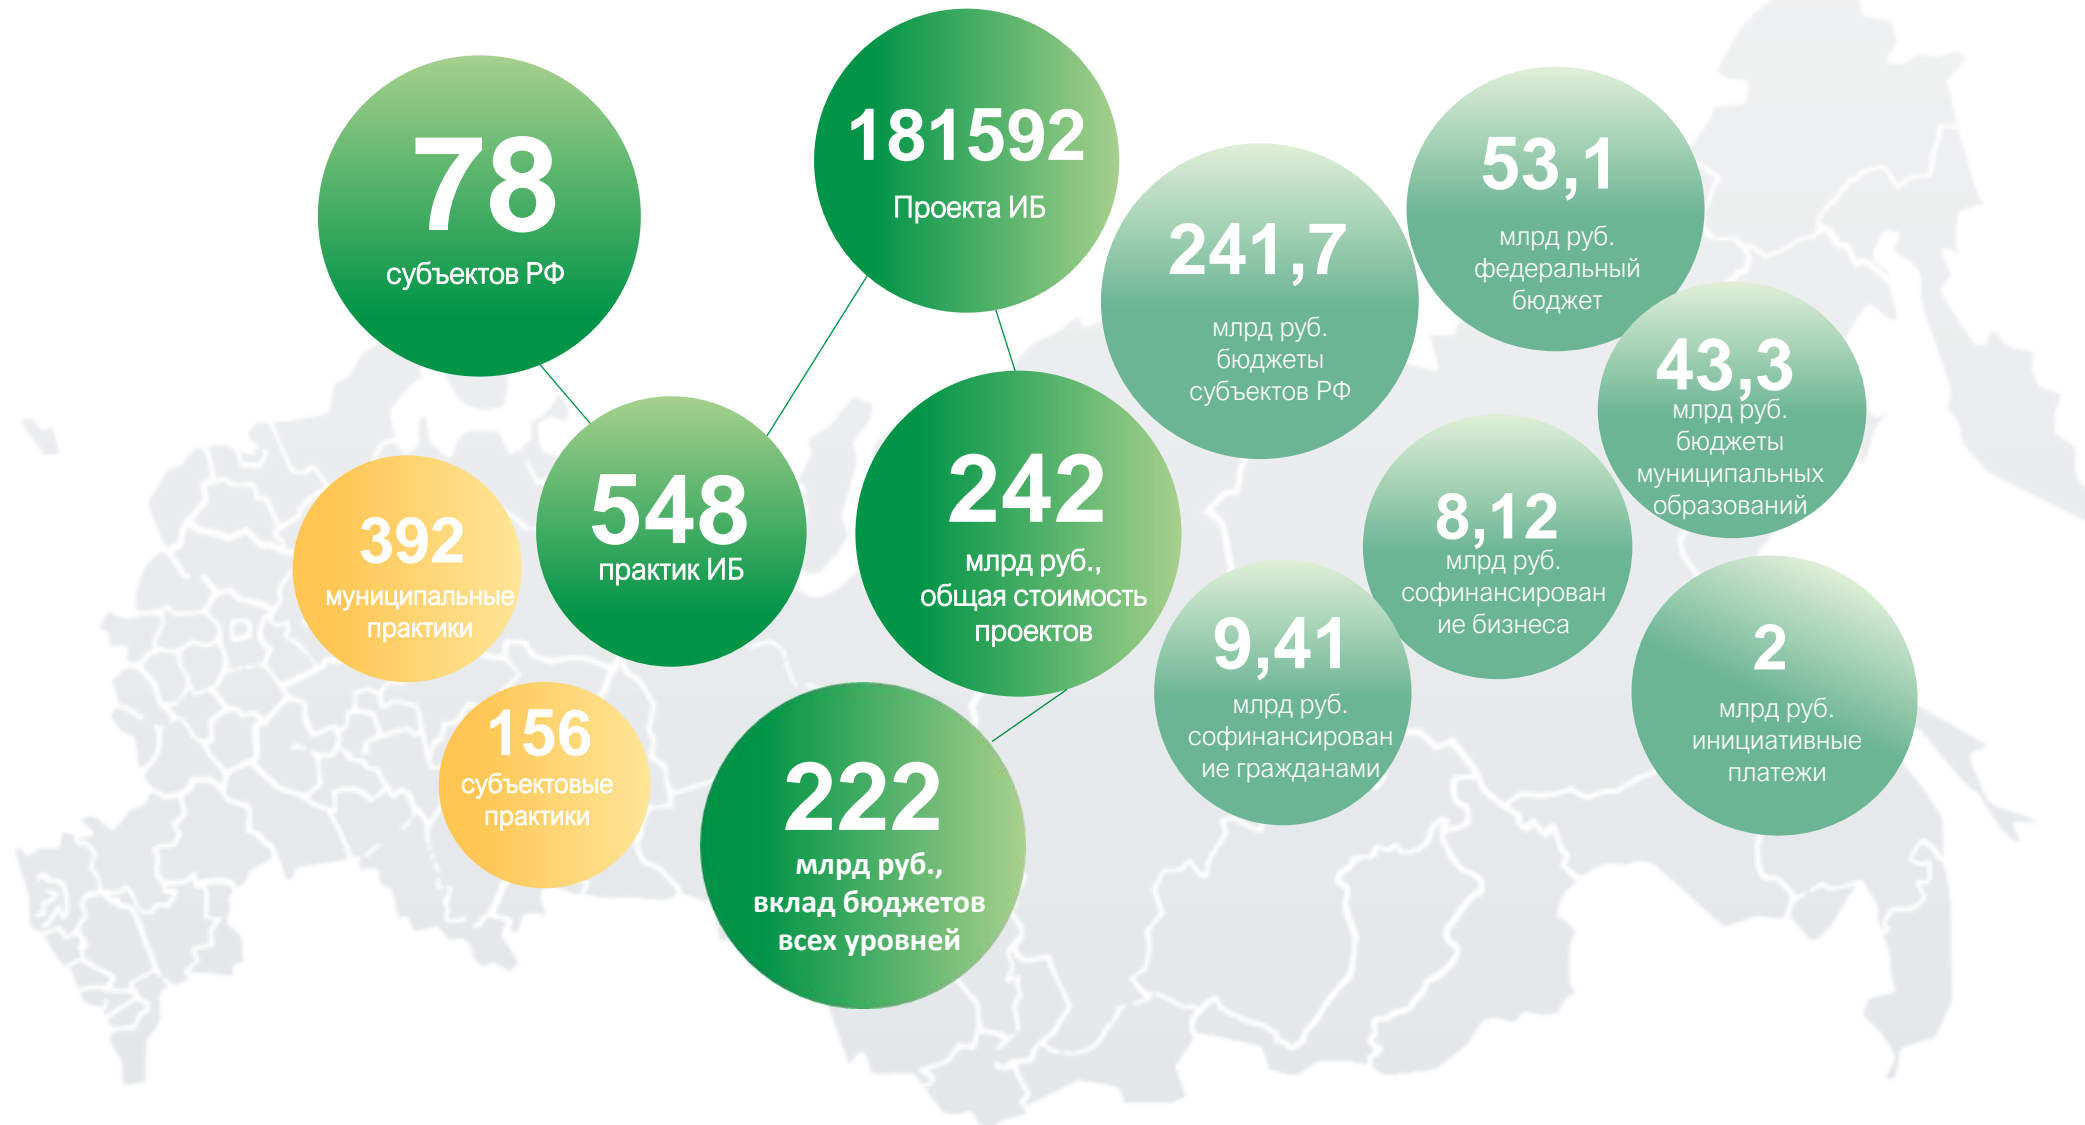 78
субъектов РФ
181592
Проекта ИБ
241,7
млрд руб.
бюджеты
субъектов РФ
53,1
млрд руб.
федеральный
бюджет
43,3
млрд руб.
бюджеты
муниципальных
образований
392
муниципальные
практики
548
практик ИБ
242
млрд руб.,
общая стоимость
проектов
8,12
млрд руб.
софинансирован
ие бизнеса
9,41
млрд руб.
софинансирован
ие гражданами
2
млрд руб.
инициативные
платежи
156
субъектовые
практики
222
млрд руб.,
вклад бюджетов
всех уровней